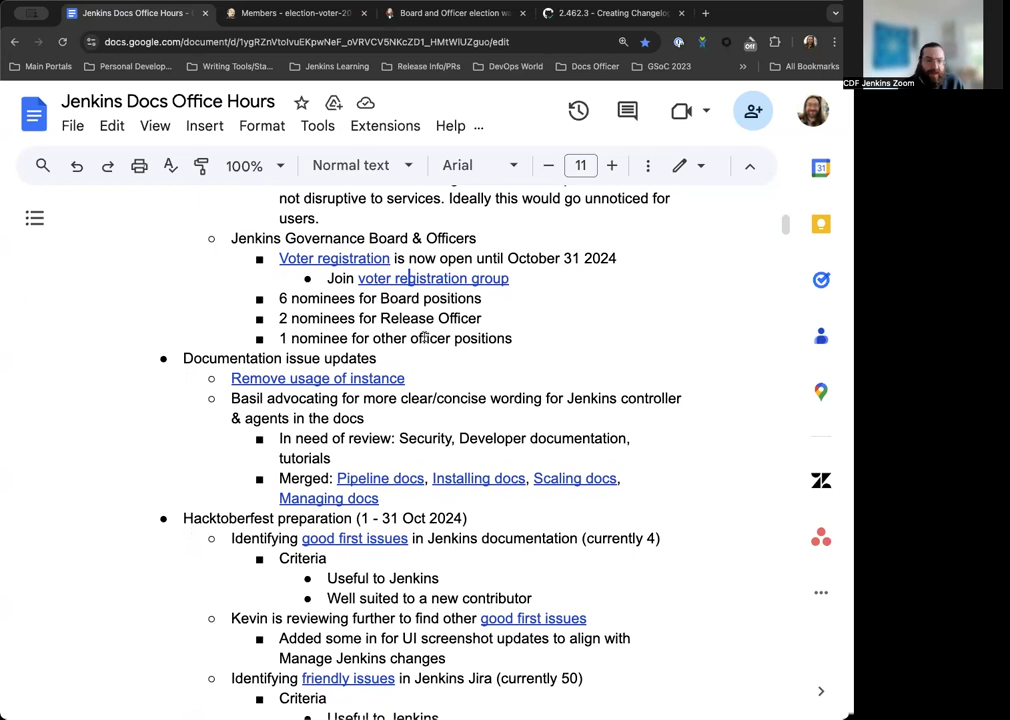 Jenkins Docs Office Hours -
Members - election-voter-20
Board and Officer election wa
2.462.3 - Creating Changelo
docs.google.com/document/d/1ygRZnVtoIvuEKpwNeF_oVRVCV5NKcZD1_HMtWIUZguo/edit
Off
Main Portals
Personal Develop...
Writing Tools/Sta...
Jenkins Learning
Release Info/PRs
DevOps World
Docs Officer
GSoC 2023
»
All Bookmarks
CDF Jenkins Zoom
Jenkins Docs Office Hours
File Edit View Insert Format Tools Extensions Help ...
100% Normal text Arial 11
31
not disruptive to services. Ideally this would go unnoticed for
users.
Jenkins Governance Board & Officers
Voter registration is now open until October 31 2024
Join voter registration group
6 nominees for Board positions
2 nominees for Release Officer
1 nominee for other officer positions
Documentation issue updates
Remove usage of instance
Basil advocating for more clear/concise wording for Jenkins controller
& agents in the docs
In need of review: Security, Developer documentation,
tutorials
Merged: Pipeline docs, Installing docs, Scaling docs,
Managing docs
Hacktoberfest preparation (1 - 31 Oct 2024)
Identifying good first issues in Jenkins documentation (currently 4)
Criteria
Useful to Jenkins
Well suited to a new contributor
Kevin is reviewing further to find other good first issues
Added some in for UI screenshot updates to align with
Manage Jenkins changes
Identifying friendly issues in Jenkins Jira (currently 50)
Criteria
Useful to Jenkins